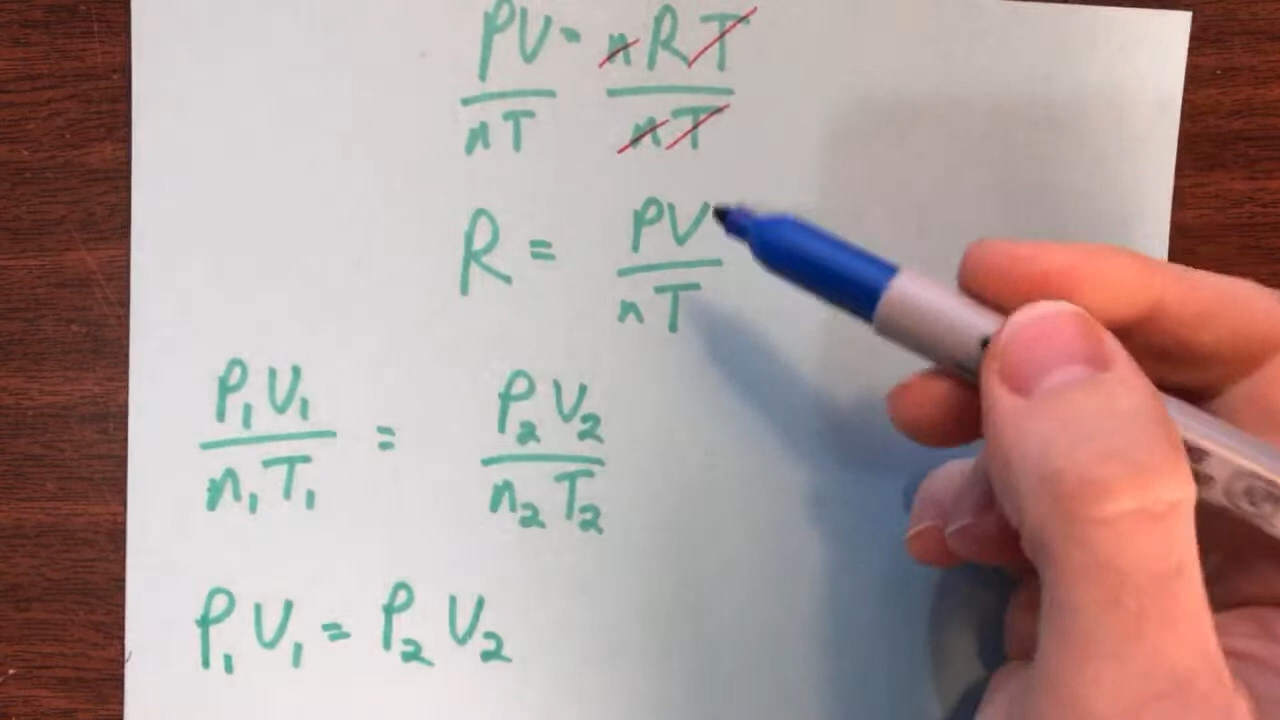 PV = nRT
nT nT
R = PV
nT
P₁V₁ = P₂V₂
n₁T₁ n₂T₂
P₁V₁ = P₂V₂